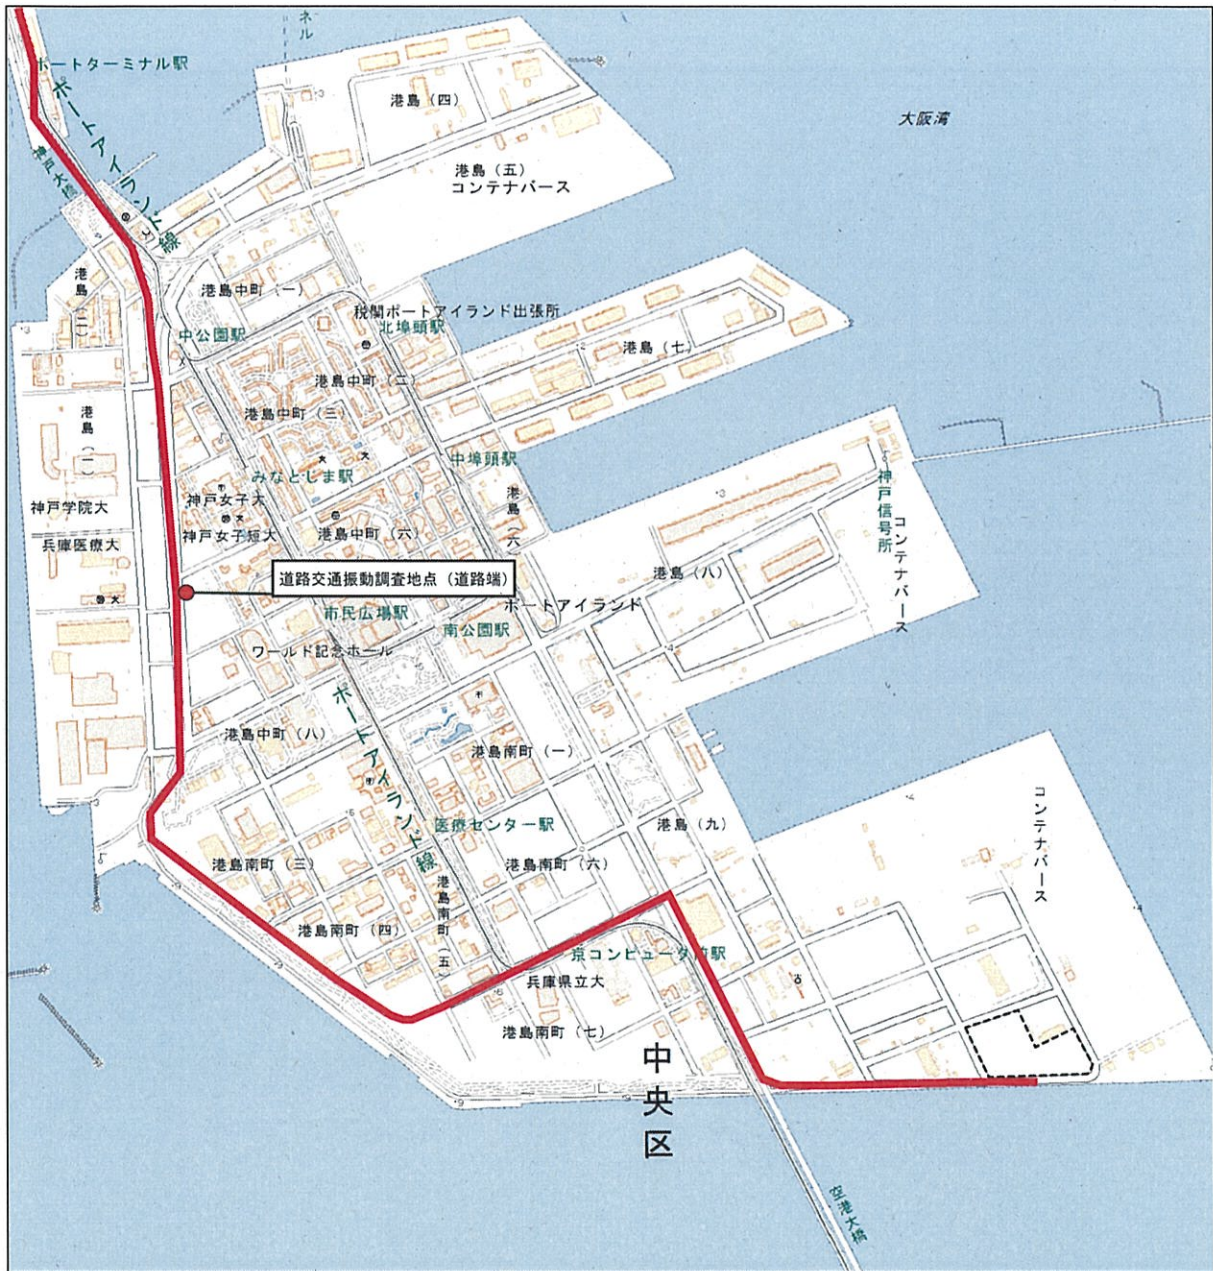 ネル
ポートターミナル駅
ポートアイランド線
神戸大橋
港島（四）
大阪湾
港島（五）
コンテナバース
港島（二）
港島中町（一）
税関ポートアイランド出張所
中公園駅
北埠頭駅
港島（七）
港島中町（二）
港島中町（三）
港島（一）
みなとじま駅
中埠頭駅
神戸信号所
神戸学院大
神戸女子大
港島（六）
コンテナバース
兵庫医療大
神戸女子短大
港島中町（六）
道路交通振動調査地点（道路端）
港島（八）
市民広場駅
ポートアイランド
南公園駅
ワールド記念ホール
ポートアイランド線
港島中町（八）
港島南町（一）
コンテナバース
医療センター駅
港島（九）
港島南町（三）
港島南町（六）
港島南町（五）
港島南町（四）
京コンピュータ前駅
兵庫県立大
港島南町（七）
中央区
空港大橋